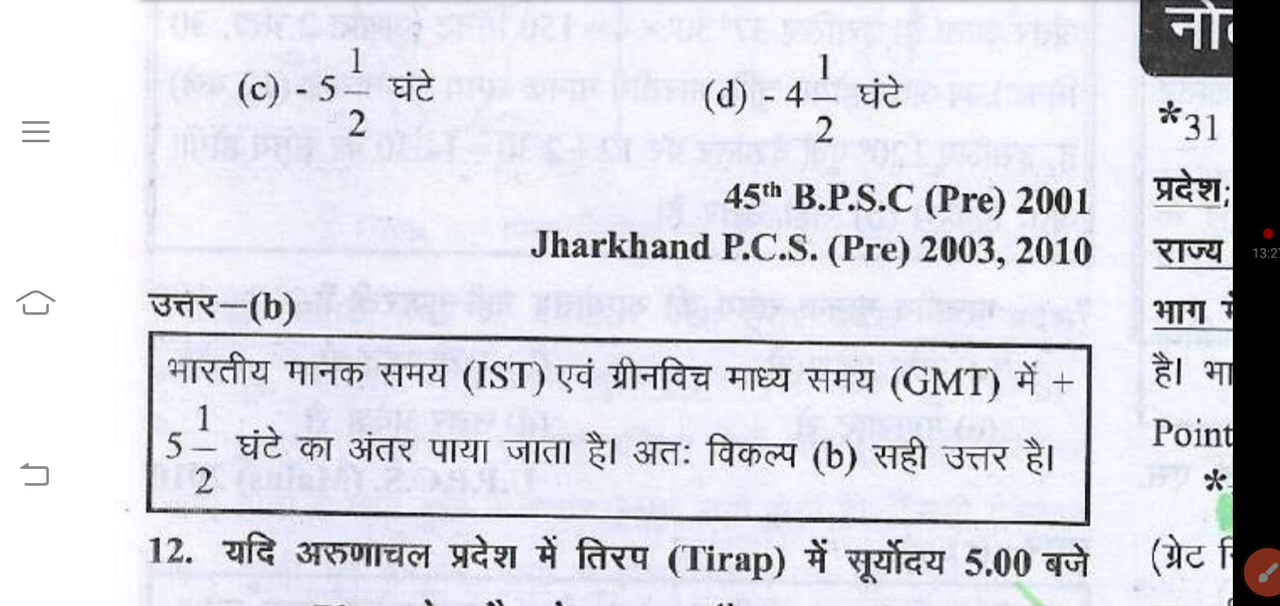 (c) - 5 1/2 घंटे (d) - 4 1/2 घंटे
45th B.P.S.C (Pre) 2001
Jharkhand P.C.S. (Pre) 2003, 2010
उत्तर—(b)
भारतीय मानक समय (IST) एवं ग्रीनविच माध्य समय (GMT) में +
5 1/2 घंटे का अंतर पाया जाता है। अतः विकल्प (b) सही उत्तर है।
12. यदि अरुणाचल प्रदेश में तिरप (Tirap) में सूर्योदय 5.00 बजे
*31
प्रदेश;
राज्य
भाग
है। भा
Point
*
(ग्रेट